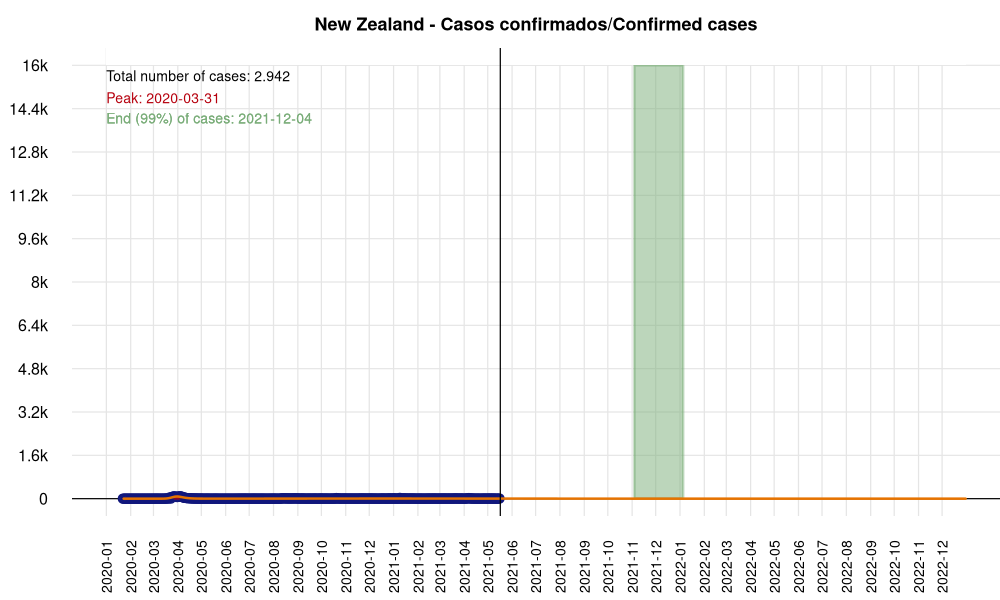 New Zealand - Casos confirmados/Confirmed cases
Total number of cases: 2.942
Peak: 2020-03-31
End (99%) of cases: 2021-12-04
16k
14.4k
12.8k
11.2k
9.6k
8k
6.4k
4.8k
3.2k
1.6k
0
2020-01
2020-02
2020-03
2020-04
2020-05
2020-06
2020-07
2020-08
2020-09
2020-10
2020-11
2020-12
2021-01
2021-02
2021-03
2021-04
2021-05
2021-06
2021-07
2021-08
2021-09
2021-10
2021-11
2021-12
2022-01
2022-02
2022-03
2022-04
2022-05
2022-06
2022-07
2022-08
2022-09
2022-10
2022-11
2022-12